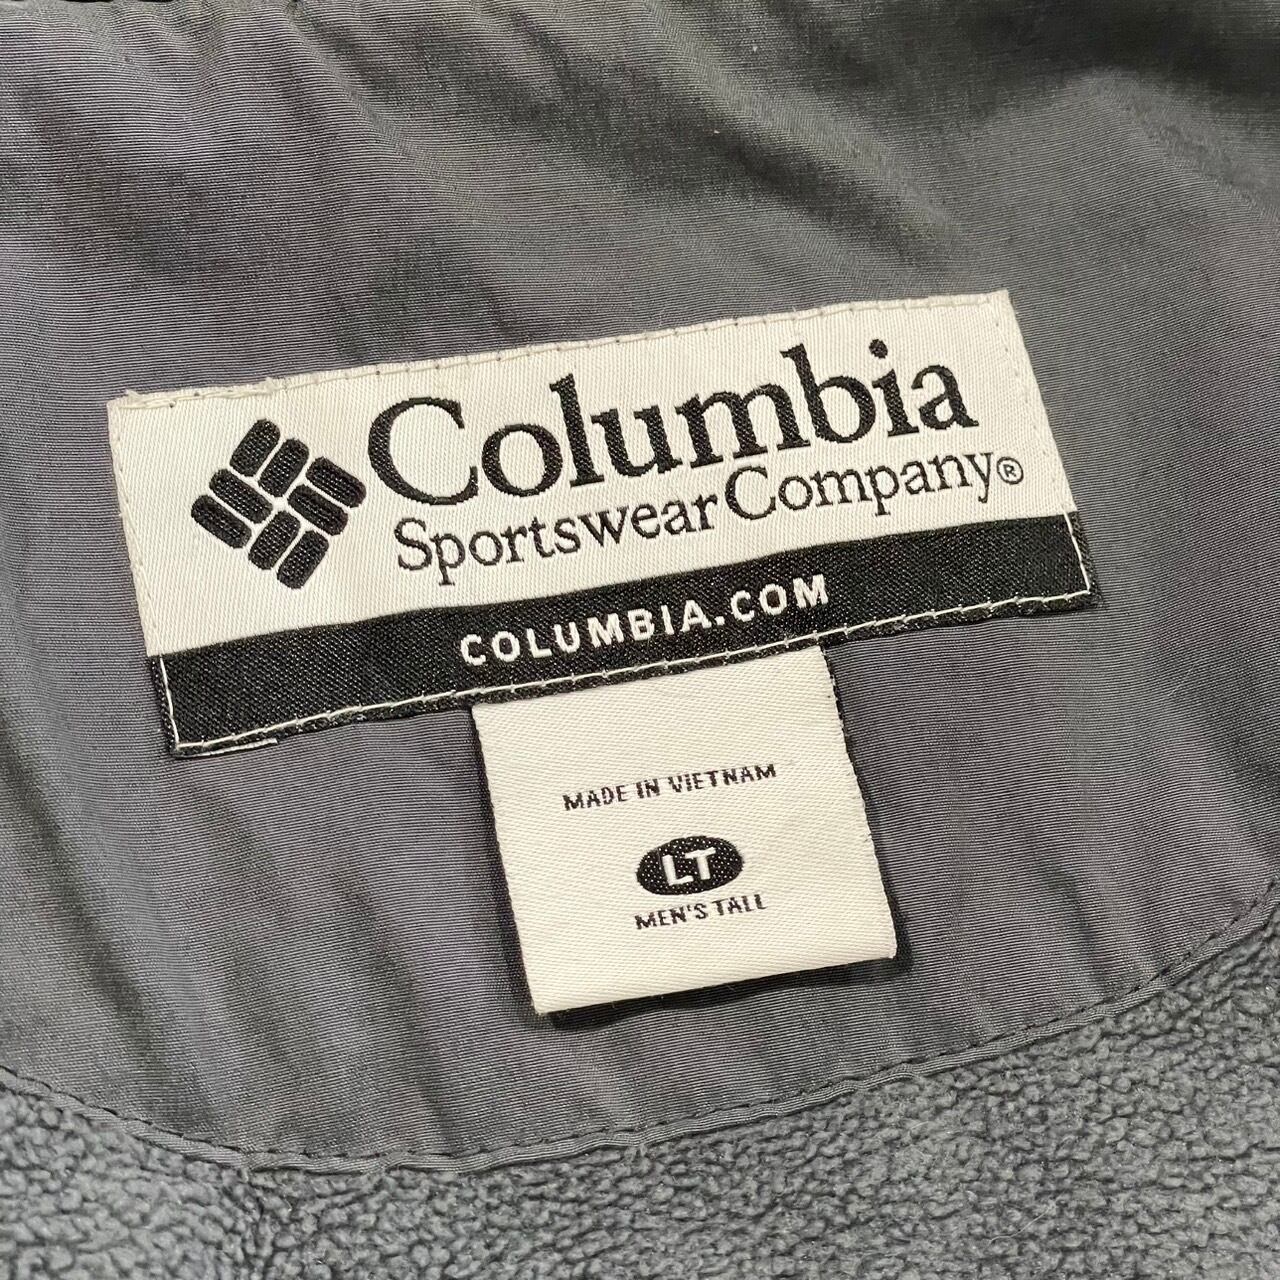 Columbia
Sportswear Company®
COLUMBIA.COM
MADE IN VIETNAM
LT
MEN'S TALL